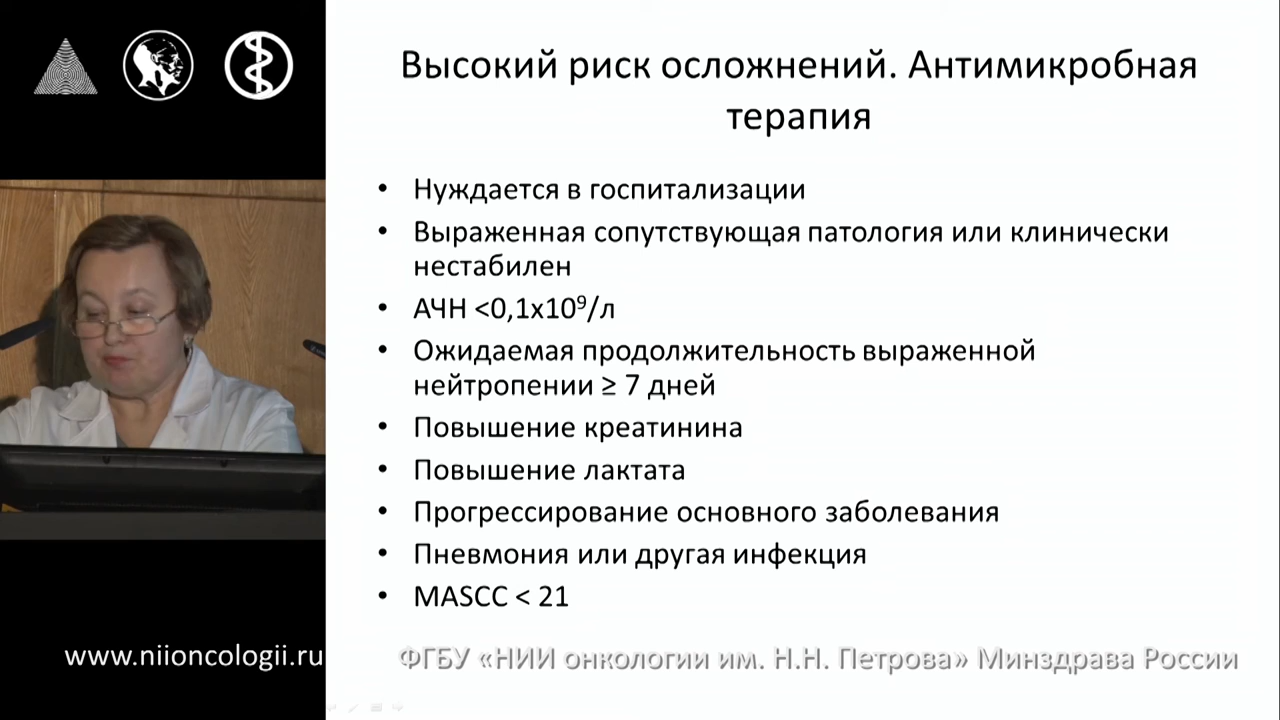 Высокий риск осложнений. Антимикробная
терапия
• Нуждается в госпитализации
• Выраженная сопутствующая патология или клинически
нестабилен
• АЧН <0,1х10⁹/л
• Ожидаемая продолжительность выраженной
нейтропении ≥ 7 дней
• Повышение креатинина
• Повышение лактата
• Прогрессирование основного заболевания
• Пневмония или другая инфекция
• MASCC < 21
www.niioncologii.ru
ФГБУ «НИИ онкологии им. Н.Н. Петрова» Минздрава России